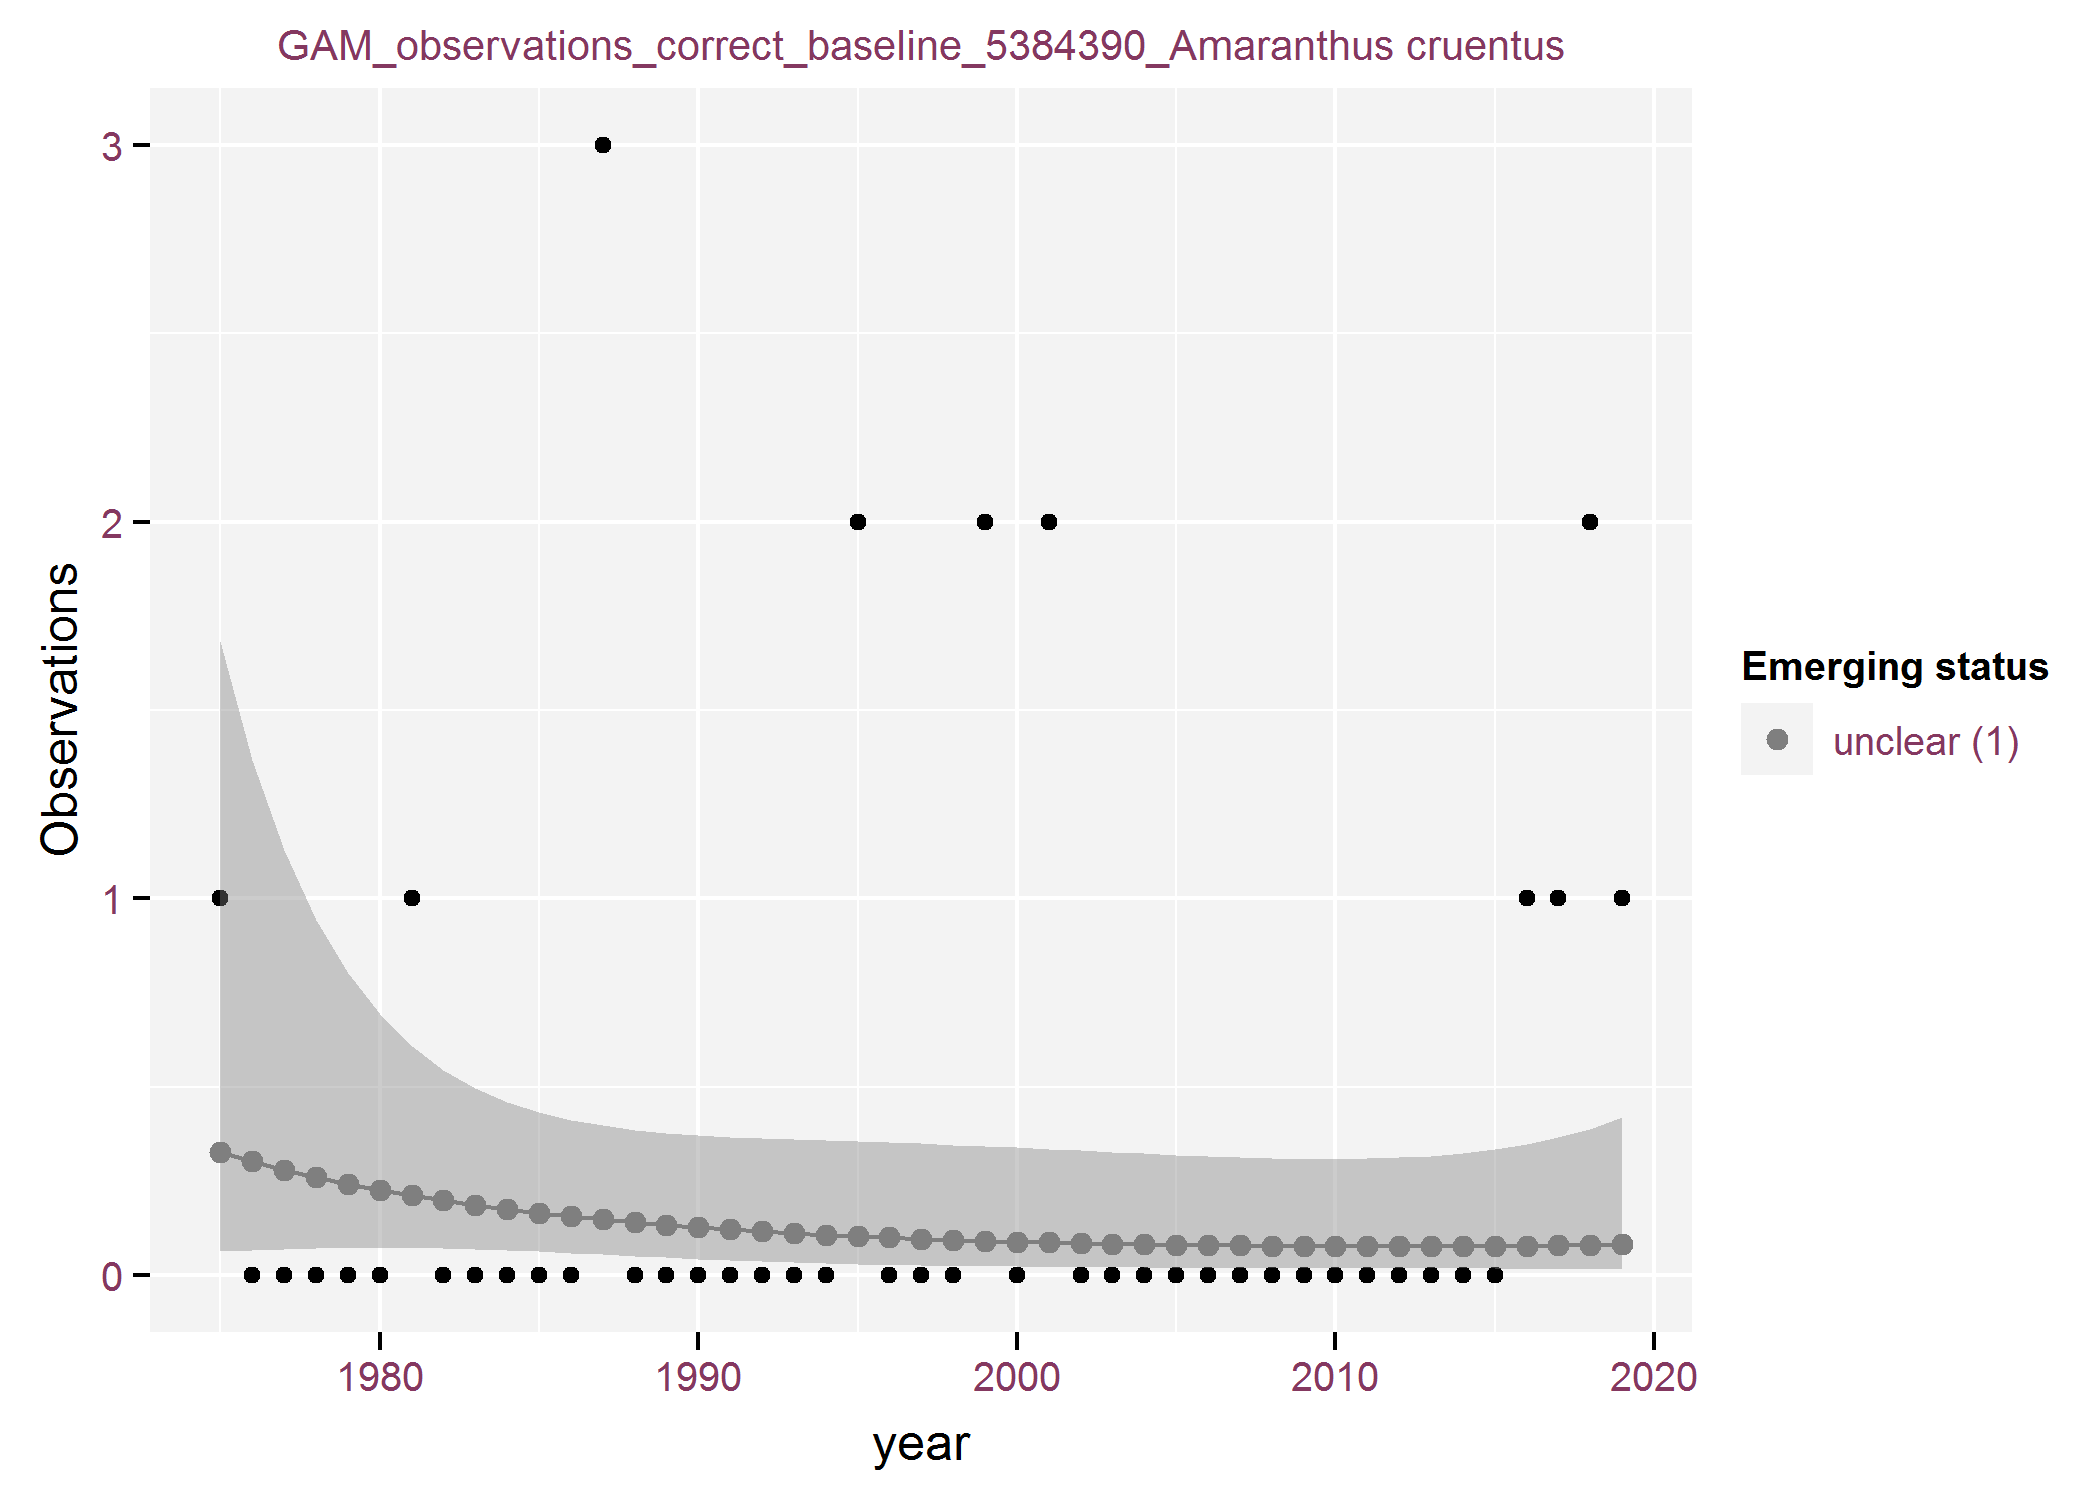 GAM_observations_correct_baseline_5384390_Amaranthus cruentus
3
2
1
0
Observations
1980
1990
2000
2010
2020
year
Emerging status
unclear (1)